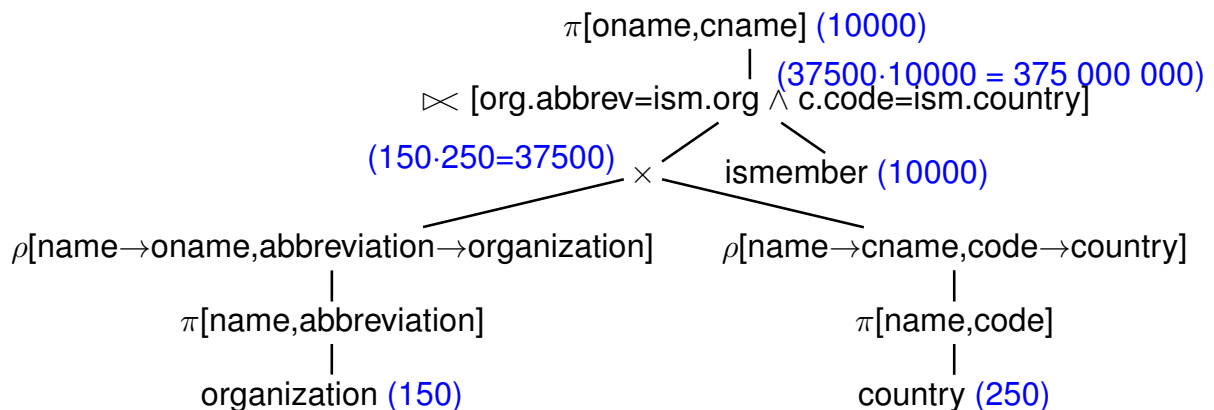 π[oname,cname] (10000)
(37500·10000 = 375 000 000)
⋈ [org.abbrev=ism.org ∧ c.code=ism.country]
(150·250=37500) × ismember (10000)
ρ[name→oname,abbreviation→organization] ρ[name→cname,code→country]
π[name,abbreviation] π[name,code]
organization (150) country (250)